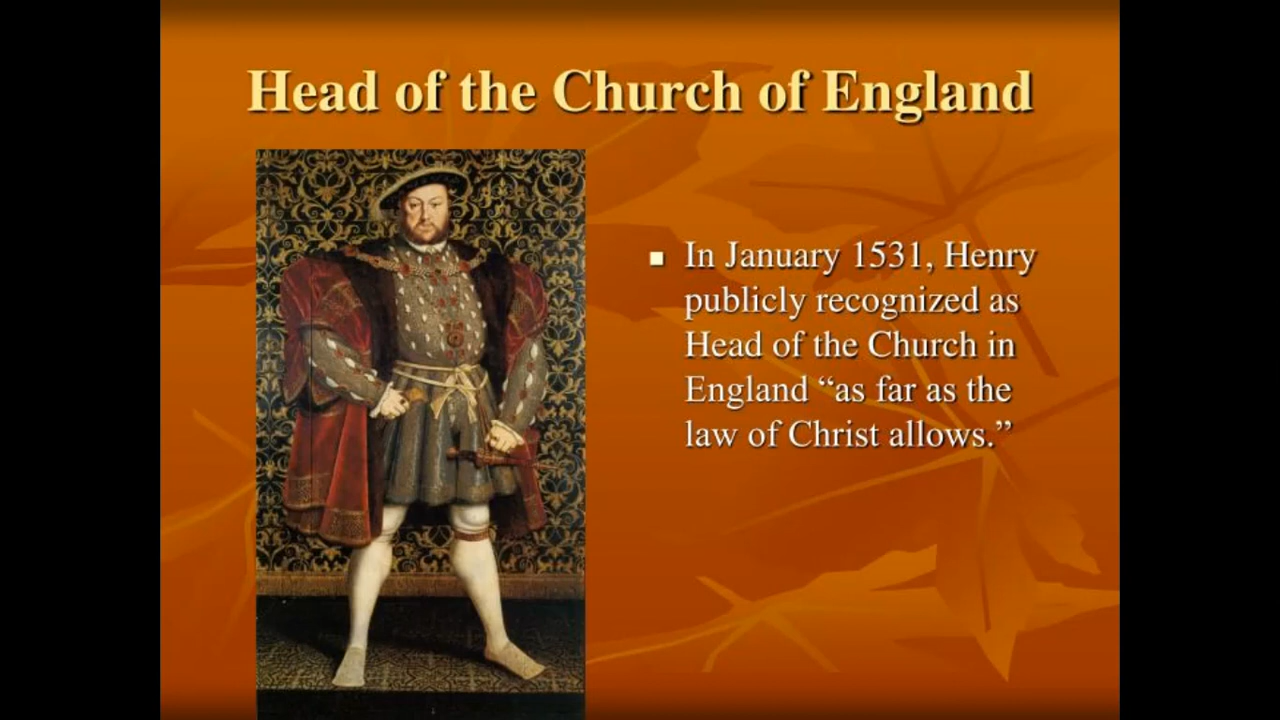 Head of the Church of England
In January 1531, Henry
publicly recognized as
Head of the Church in
England “as far as the
law of Christ allows.”